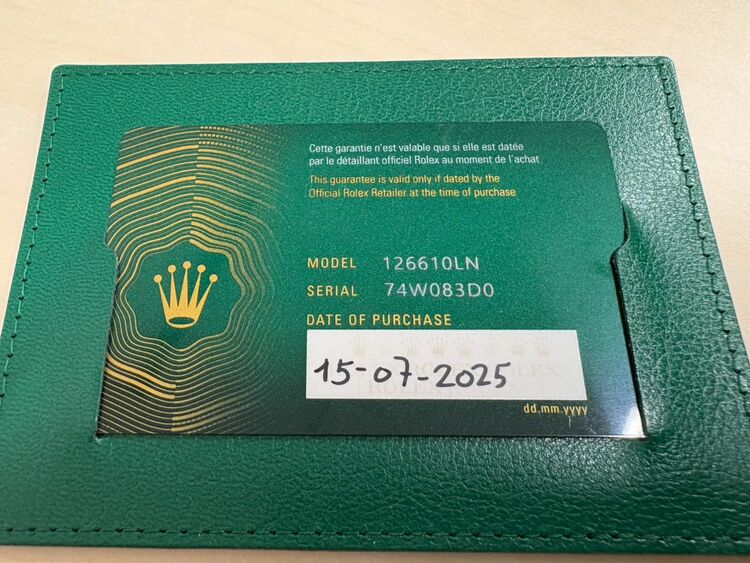 Cette garantie n'est valable que si elle est datée
par le détaillant officiel Rolex au moment de l'achat
This guarantee is valid only if dated by the
Official Rolex Retailer at the time of purchase
MODEL 126610LN
SERIAL 74W083D0
DATE OF PURCHASE
15-07-2025
ROLEX
dd.mm.yyyy